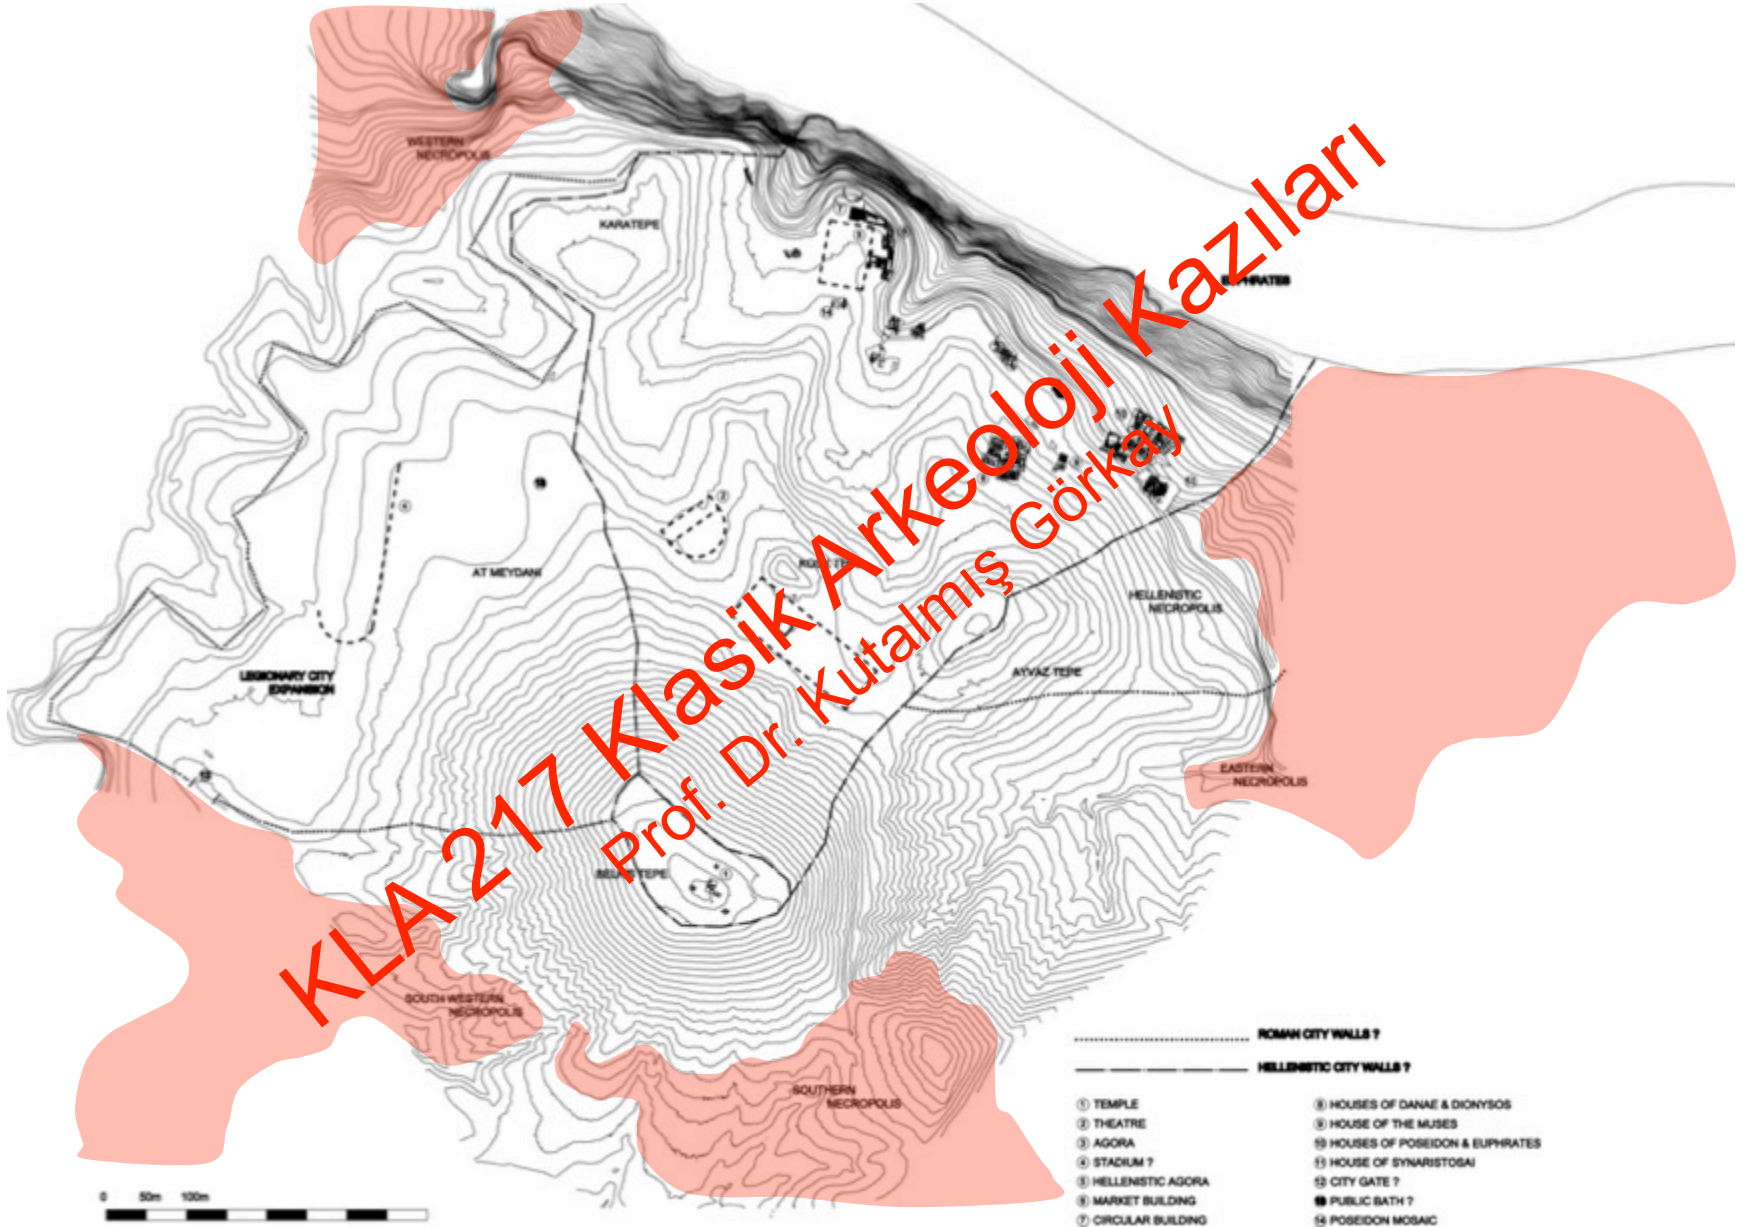 WESTERN
NECROPOLIS
KARATEPE
KLA 217 Klasik Arkeoloji Kazıları
Prof. Dr. Kutalmış Görkay
AT MEYDANI
HELLENISTIC
NECROPOLIS
LEGIONARY CITY
EXPANSION
AYVAZ TEPE
EASTERN
NECROPOLIS
TEPE
SOUTH WESTERN
NECROPOLIS
SOUTHERN
NECROPOLIS
ROMAN CITY WALLS ?
HELLENISTIC CITY WALLS ?
① TEMPLE
② THEATRE
③ AGORA
④ STADIUM ?
⑤ HELLENISTIC AGORA
⑥ MARKET BUILDING
⑦ CIRCULAR BUILDING
⑧ HOUSES OF DANAE & DIONYSOS
⑨ HOUSE OF THE MUSES
⑩ HOUSES OF POSEIDON & EUPHRATES
⑪ HOUSE OF SYNARISTOSAI
⑫ CITY GATE ?
⑬ PUBLIC BATH ?
⑭ POSEIDON MOSAIC
0 50m 100m